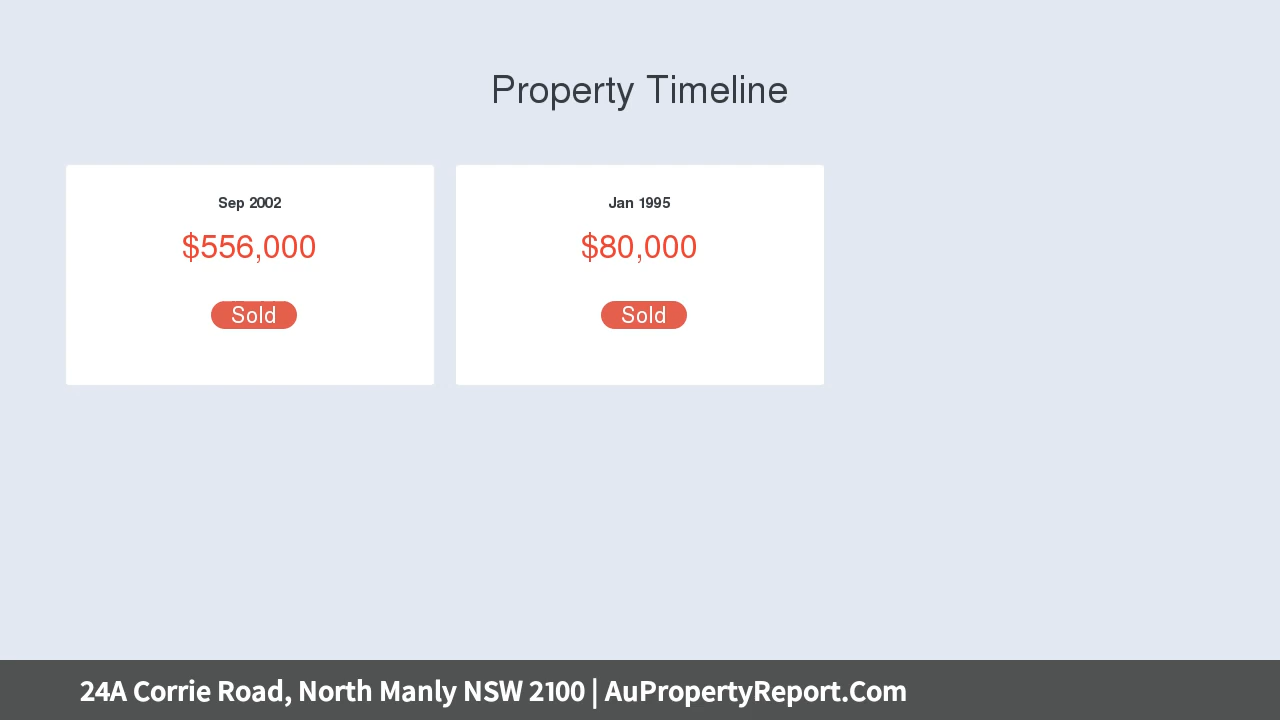 Property Timeline
Sep 2002
$556,000
Sold
Jan 1995
$80,000
Sold
24A Corrie Road, North Manly NSW 2100 | AuPropertyReport.Com